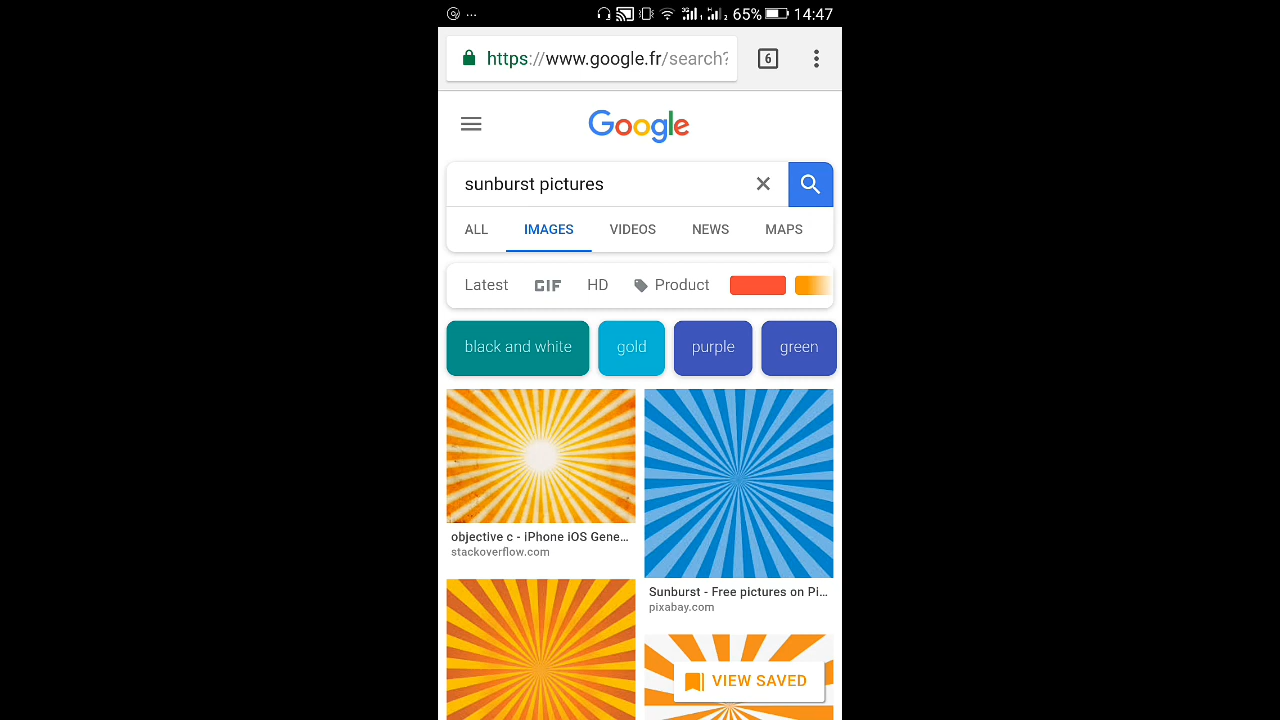 65% 14:47
https://www.google.fr/search?
6
Google
sunburst pictures
ALL IMAGES VIDEOS NEWS MAPS
Latest GIF HD Product
black and white gold purple green
objective c - iPhone iOS Gene...
stackoverflow.com
Sunburst - Free pictures on Pi...
pixabay.com
VIEW SAVED